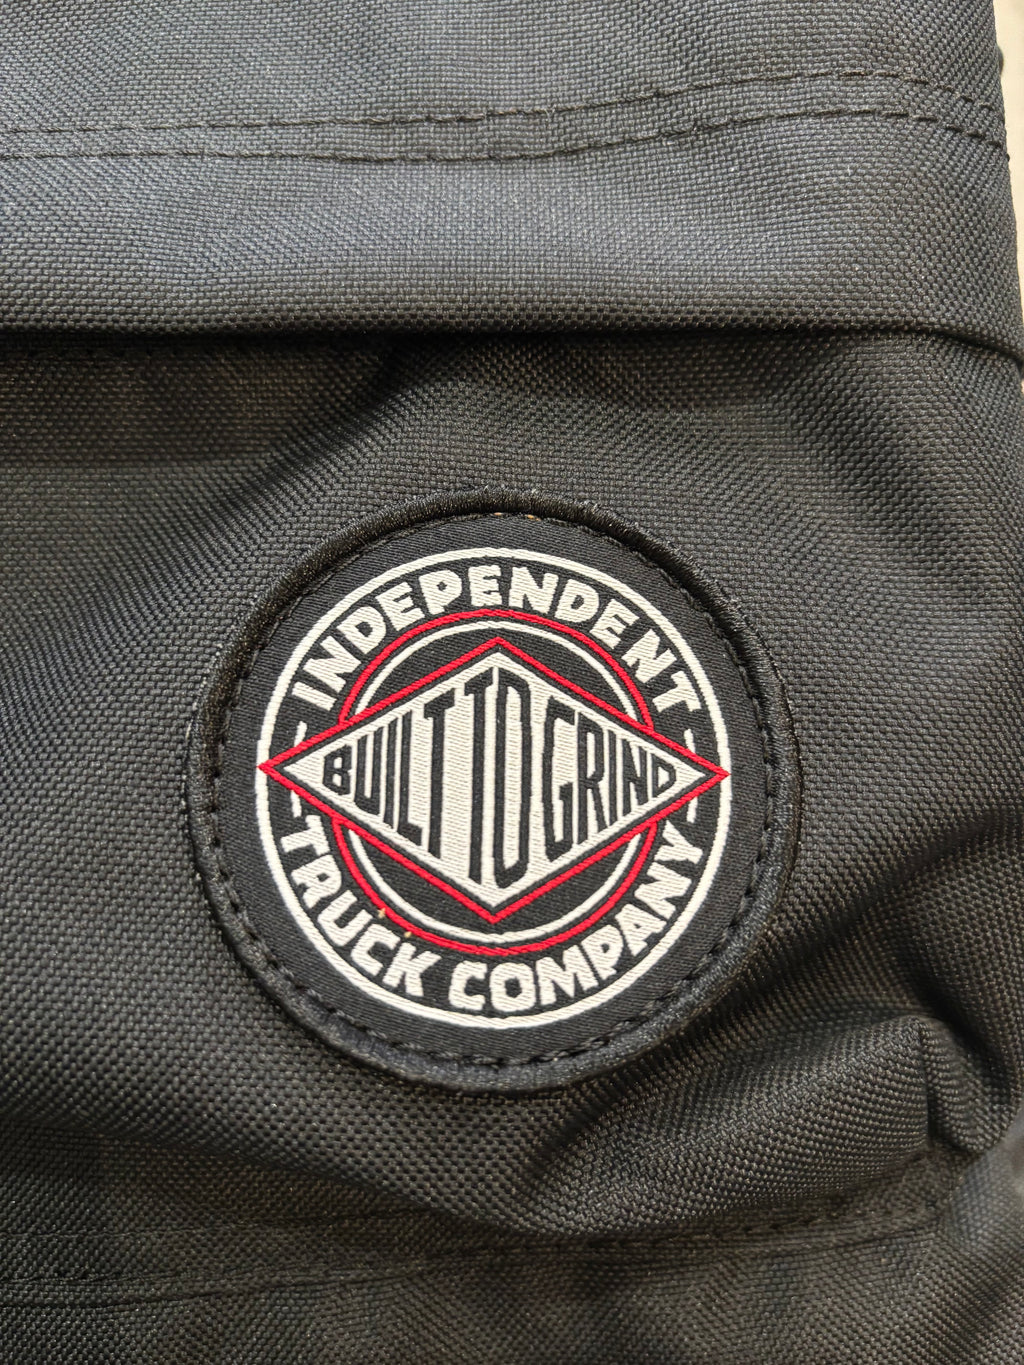 INDEPENDENT
BUILT TO GRIND
TRUCK COMPANY